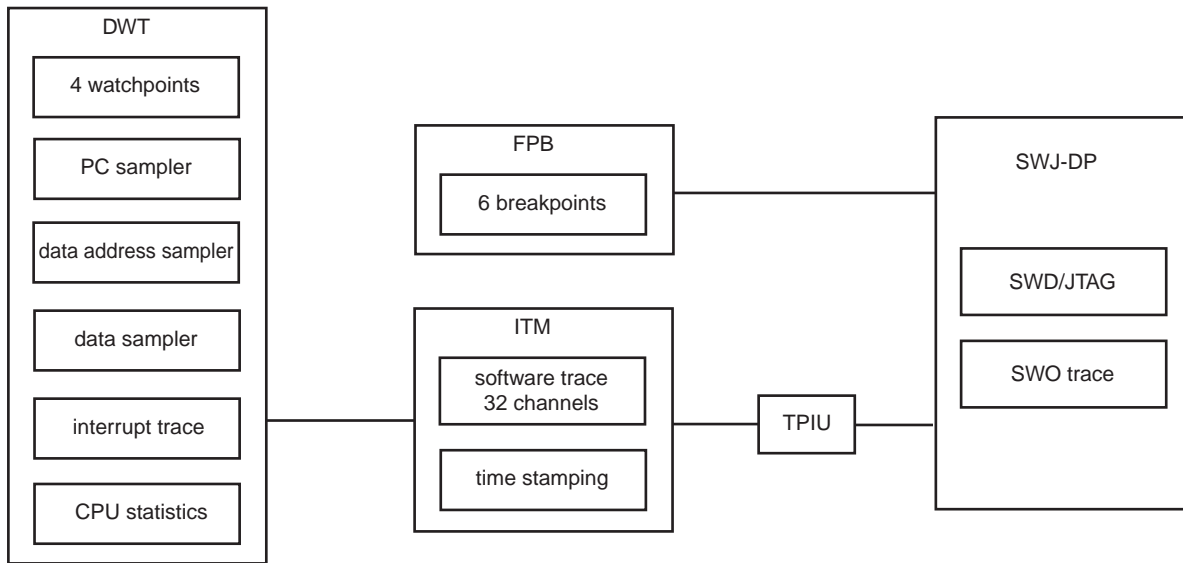 DWT
4 watchpoints
PC sampler
data address sampler
data sampler
interrupt trace
CPU statistics
FPB
6 breakpoints
ITM
software trace
32 channels
time stamping
TPIU
SWJ-DP
SWD/JTAG
SWO trace